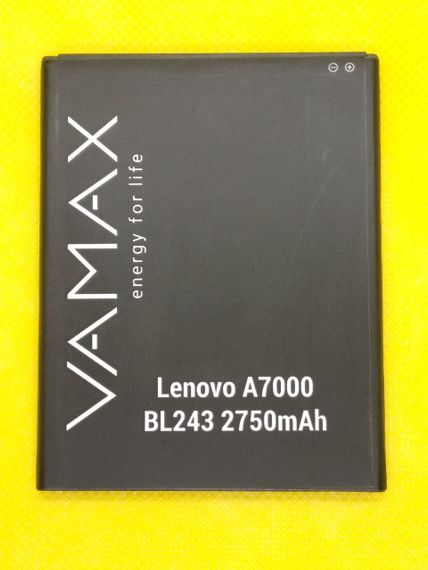 VAMAX
energy for life
Lenovo A7000
BL243 2750mAh